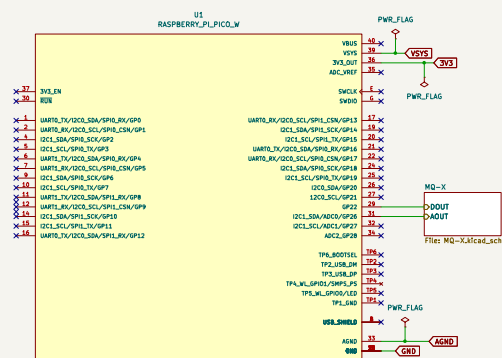 U1
RASPBERRY_PI_PICO_W
PWR_FLAG
VBUS 40
VSYS 39 VSYS
3V3_OUT 36 3V3
ADC_VREF 35
PWR_FLAG
37 3V3_EN
30 RUN
SWCLK E
SWDIO G
1 UART0_TX/I2C0_SDA/SPI0_RX/GP0
2 UART0_RX/I2C0_SCL/SPI0_CSN/GP1
4 I2C1_SDA/SPI0_SCK/GP2
5 I2C1_SCL/SPI0_TX/GP3
6 UART1_TX/I2C0_SDA/SPI0_RX/GP4
7 UART1_RX/I2C0_SCL/SPI0_CSN/GP5
9 I2C1_SDA/SPI0_SCK/GP6
10 I2C1_SCL/SPI0_TX/GP7
11 UART1_TX/I2C0_SDA/SPI1_RX/GP8
12 UART1_RX/I2C0_SCL/SPI1_CSN/GP9
14 I2C1_SDA/SPI1_SCK/GP10
15 I2C1_SCL/SPI1_TX/GP11
16 UART0_TX/I2C0_SDA/SPI1_RX/GP12
UART0_RX/I2C0_SCL/SPI1_CSN/GP13 17
I2C1_SDA/SPI1_SCK/GP14 19
I2C1_SCL/SPI1_TX/GP15 20
UART0_TX/I2C0_SDA/SPI0_RX/GP16 21
UART0_RX/I2C0_SCL/SPI0_CSN/GP17 22
I2C1_SDA/SPI0_SCK/GP18 24
I2C1_SCL/SPI0_TX/GP19 25
I2C0_SDA/GP20 26
I2C0_SCL/GP21 27
GP22 29
I2C1_SDA/ADC0/GP26 31
I2C1_SCL/ADC1/GP27 32
ADC2_GP28 34
MQ-X
DOUT
AOUT
File: MQ-X.kicad_sch
TP6_BOOTSEL TP6
TP2_USB_DM TP2
TP3_USB_DP TP3
TP4_WL_GPIO1/SMPS_PS TP4
TP5_WL_GPIO0/LED TP5
TP1_GND TP1
PWR_FLAG
USB_SHIELD
AGND 33 AGND
GND GND